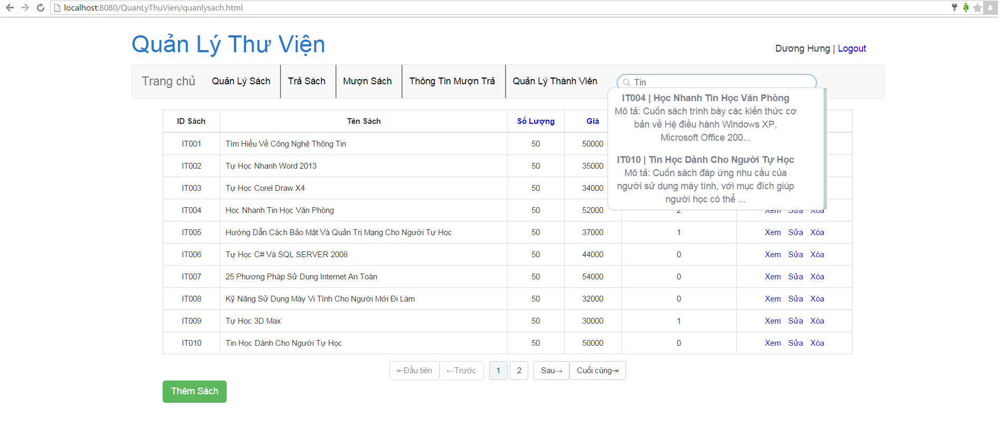 localhost:8080/QuanLyThuVien/quanlysach.html
Quản Lý Thư Viện
Dương Hưng | Logout
Trang chủ Quản Lý Sách Trả Sách Mượn Sách Thông Tin Mượn Trả Quản Lý Thành Viên Tin
IT004 | Học Nhanh Tin Học Văn Phòng
Mô tả: Cuốn sách trình bày các kiến thức cơ
bản về Hệ điều hành Windows XP,
Microsoft Office 200...
IT010 | Tin Học Dành Cho Người Tự Học
Mô tả: Cuốn sách đáp ứng nhu cầu của
người sử dụng máy tính, với mục đích giúp
người học có thể ...
ID Sách Tên Sách Số Lượng Giá
IT001 Tìm Hiểu Về Công Nghệ Thông Tin 50 50000
IT002 Tự Học Nhanh Word 2013 50 35000
IT003 Tự Học Corel Draw X4 50 34000
IT004 Học Nhanh Tin Học Văn Phòng 50 52000 2 Xem Sửa Xóa
IT005 Hướng Dẫn Cách Bảo Mật Và Quản Trị Mạng Cho Người Tự Học 50 37000 1 Xem Sửa Xóa
IT006 Tự Học C# Và SQL SERVER 2008 50 44000 0 Xem Sửa Xóa
IT007 25 Phương Pháp Sử Dụng Internet An Toàn 50 54000 0 Xem Sửa Xóa
IT008 Kỹ Năng Sử Dụng Máy Vi Tính Cho Người Mới Đi Làm 50 32000 0 Xem Sửa Xóa
IT009 Tự Học 3D Max 50 30000 1 Xem Sửa Xóa
IT010 Tin Học Dành Cho Người Tự Học 50 50000 0 Xem Sửa Xóa
↞Đầu tiên ←Trước 1 2 Sau→ Cuối cùng↠
Thêm Sách